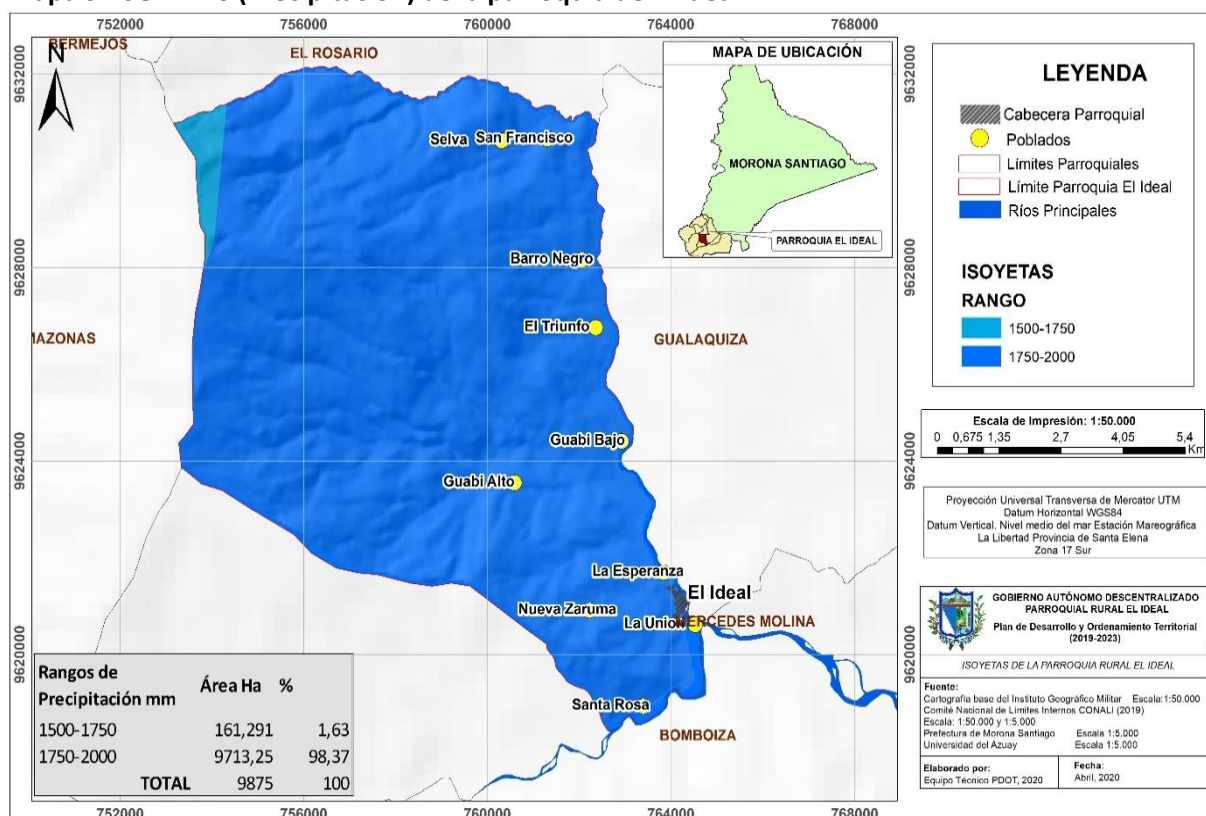 752000 756000 760000 764000 768000
BERMEJOS
EL ROSARIO
9632000
9632000
Selva San Francisco
Barro Negro
9628000
9628000
El Triunfo
MAZONAS
GUALAQUIZA
Guabi Bajo
9624000
9624000
Guabi Alto
La Esperanza
El Ideal
Nueva Zaruma
La Union
MERCEDES MOLINA
9620000
9620000
Santa Rosa
BOMBOIZA
752000 756000 760000 764000 768000
MAPA DE UBICACIÓN
MORONA SANTIAGO
PARROQUIA EL IDEAL
N
Rangos de
Precipitación mm Área Ha %
1500-1750 161,291 1,63
1750-2000 9713,25 98,37
TOTAL 9875 100
LEYENDA
Cabecera Parroquial
Poblados
Límites Parroquiales
Límite Parroquia El Ideal
Ríos Principales
ISOYETAS
RANGO
1500-1750
1750-2000
Escala de Impresión: 1:50.000
0 0,675 1,35 2,7 4,05 5,4
Km
Proyección Universal Transversa de Mercator UTM
Datum Horizontal WGS84
Datum Vertical. Nivel medio del mar Estación Mareográfica
La Libertad Provincia de Santa Elena
Zona 17 Sur
GOBIERNO AUTÓNOMO DESCENTRALIZADO
PARROQUIAL RURAL EL IDEAL
Plan de Desarrollo y Ordenamiento Territorial
(2019-2023)
ISOYETAS DE LA PARROQUIA RURAL EL IDEAL
Fuente:
Cartografía base del Instituto Geográfico Militar Escala:1:50.000
Comité Nacional de Límites Internos CONALI (2019)
Escala: 1:50.000 y 1:5.000
Prefectura de Morona Santiago Escala 1:5.000
Universidad del Azuay Escala 1:5.000
Elaborado por:
Equipo Técnico PDOT, 2020
Fecha:
Abril, 2020